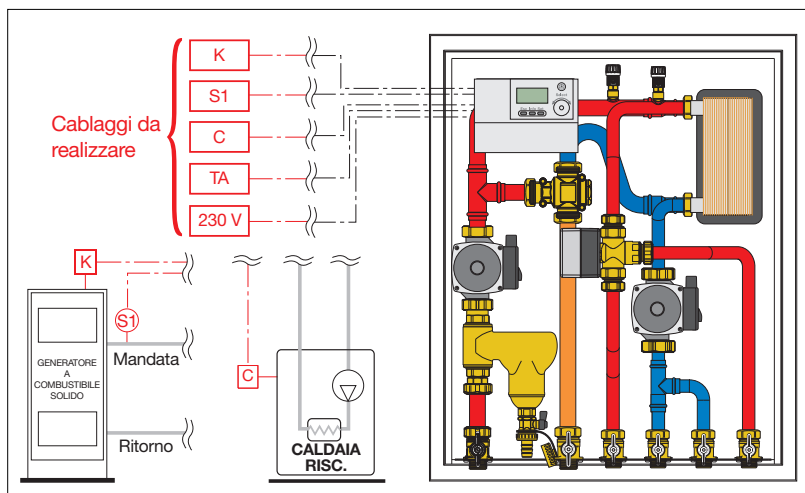 K
S1
C
TA
230 V
Cablaggi da
realizzare
K
S1
GENERATORE
A
COMBUSTIBILE
SOLIDO
Mandata
Ritorno
C
CALDAIA
RISC.